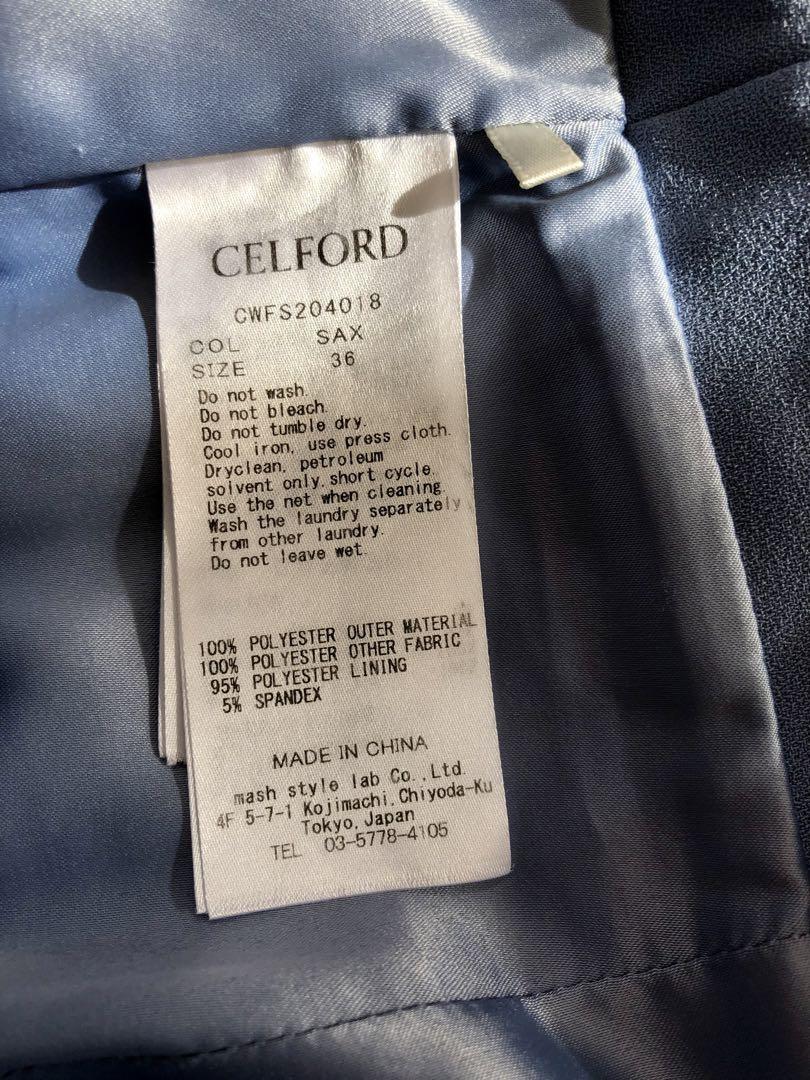 CELFORD
CWFS204018
COL SAX
SIZE 36
Do not wash.
Do not bleach.
Do not tumble dry.
Cool iron, use press cloth.
Dryclean, petroleum
solvent only, short cycle.
Use the net when cleaning.
Wash the laundry separately
from other laundry.
Do not leave wet.
100% POLYESTER OUTER MATERIAL
100% POLYESTER OTHER FABRIC
95% POLYESTER LINING
5% SPANDEX
MADE IN CHINA
mash style lab Co.,Ltd.
4F 5-7-1 Kojimachi,Chiyoda-Ku
Tokyo,Japan
TEL 03-5778-4105